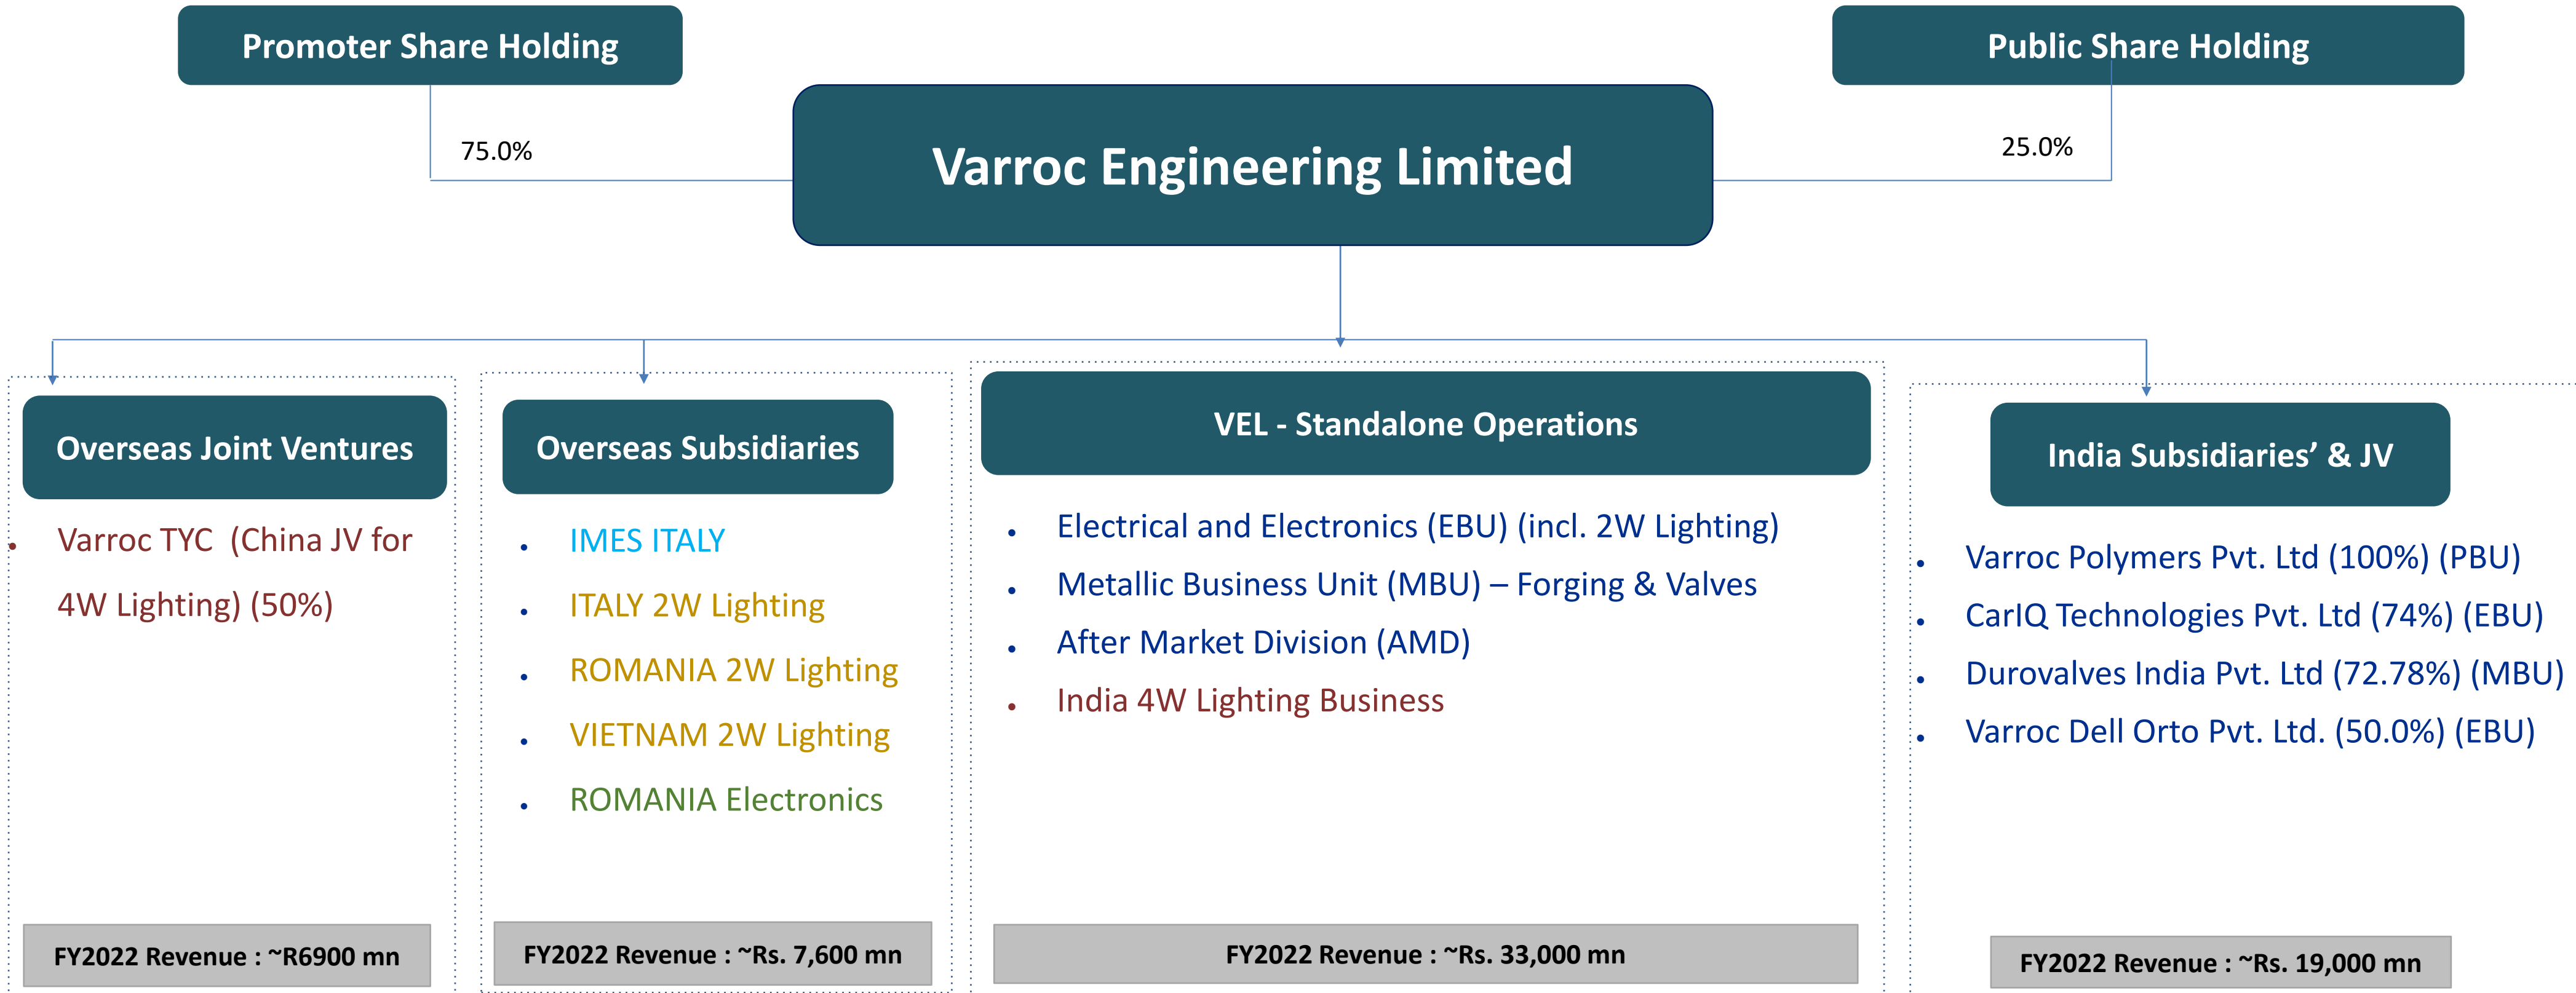 Promoter Share Holding
Public Share Holding
Varroc Engineering Limited
75.0%
25.0%
Overseas Joint Ventures
• Varroc TYC (China JV for
4W Lighting) (50%)
FY2022 Revenue : ~R6900 mn
Overseas Subsidiaries
• IMES ITALY
• ITALY 2W Lighting
• ROMANIA 2W Lighting
• VIETNAM 2W Lighting
• ROMANIA Electronics
FY2022 Revenue : ~Rs. 7,600 mn
VEL - Standalone Operations
• Electrical and Electronics (EBU) (incl. 2W Lighting)
• Metallic Business Unit (MBU) – Forging & Valves
• After Market Division (AMD)
• India 4W Lighting Business
FY2022 Revenue : ~Rs. 33,000 mn
India Subsidiaries’ & JV
• Varroc Polymers Pvt. Ltd (100%) (PBU)
• CarIQ Technologies Pvt. Ltd (74%) (EBU)
• Durovalves India Pvt. Ltd (72.78%) (MBU)
• Varroc Dell Orto Pvt. Ltd. (50.0%) (EBU)
FY2022 Revenue : ~Rs. 19,000 mn